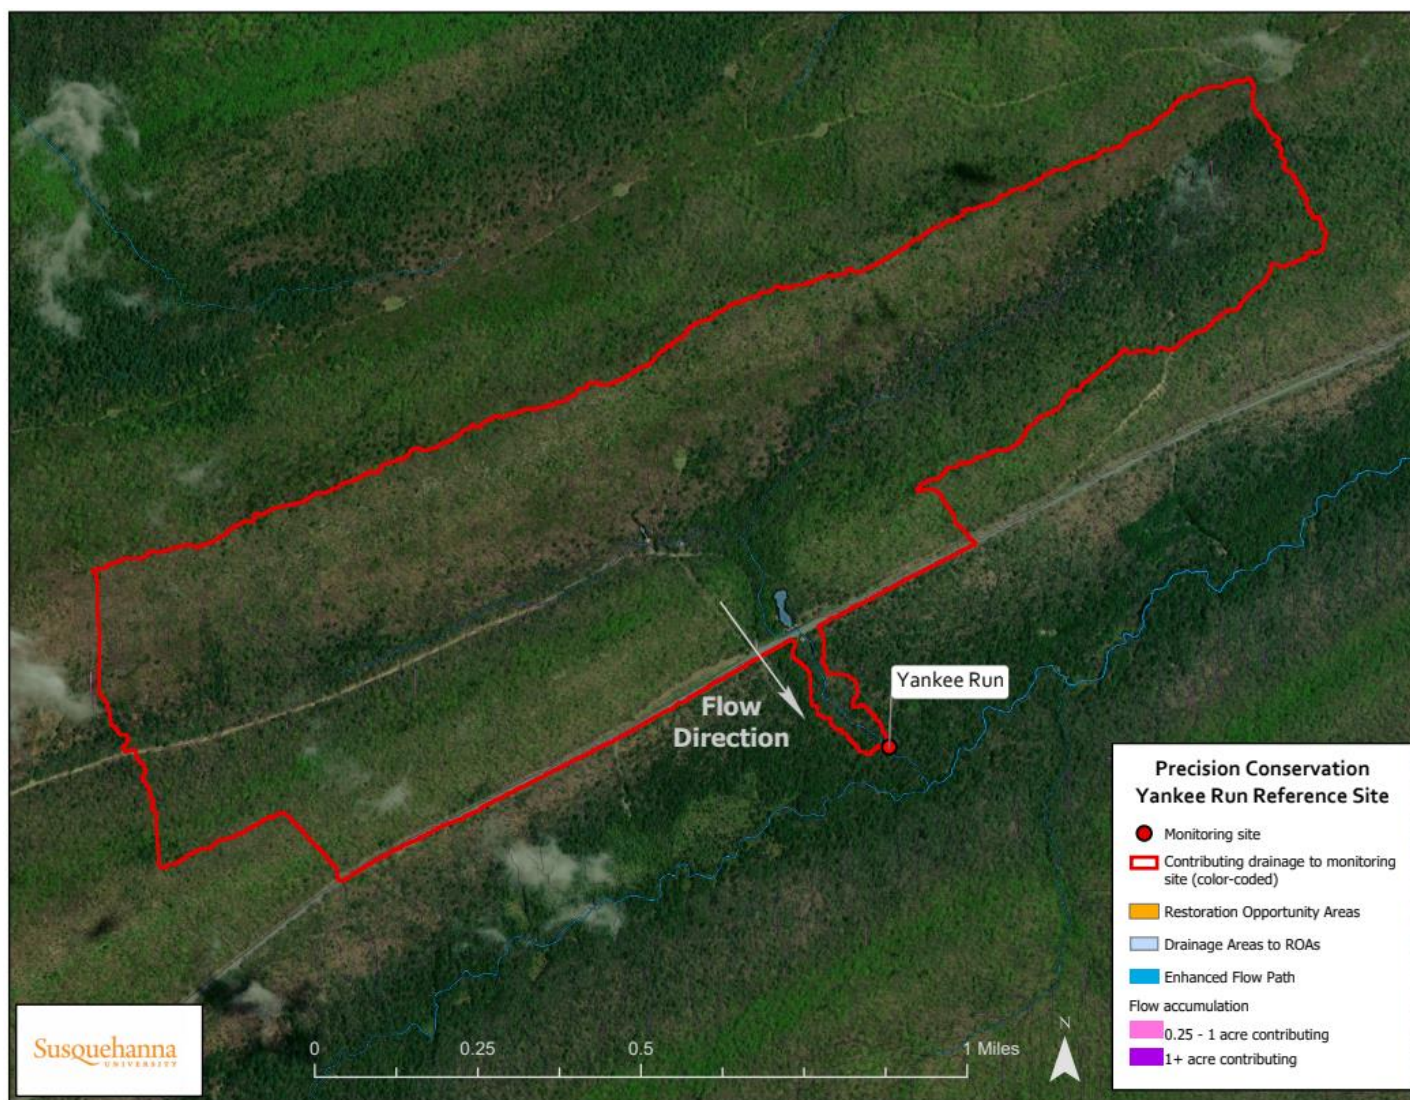 Yankee Run
Flow
Direction
Precision Conservation
Yankee Run Reference Site
Monitoring site
Contributing drainage to monitoring
site (color-coded)
Restoration Opportunity Areas
Drainage Areas to ROAs
Enhanced Flow Path
Flow accumulation
0.25 - 1 acre contributing
1+ acre contributing
Susquehanna
UNIVERSITY
0 0.25 0.5 1 Miles
N